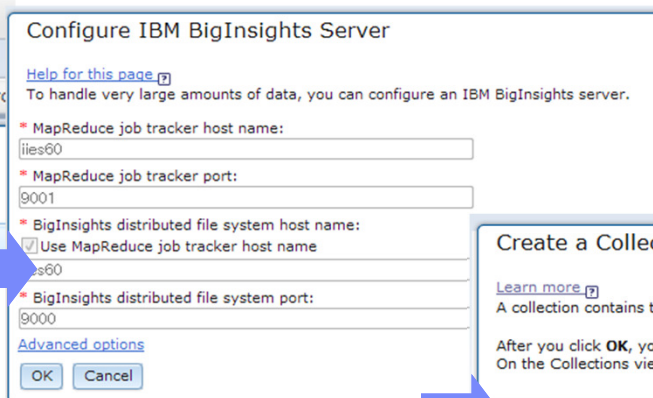 Configure IBM BigInsights Server
Help for this page ?
To handle very large amounts of data, you can configure an IBM BigInsights server.
* MapReduce job tracker host name:
iies60
* MapReduce job tracker port:
9001
* BigInsights distributed file system host name:
Use MapReduce job tracker host name
es60
* BigInsights distributed file system port:
9000
Advanced options
OK Cancel
Create a Collec
Learn more ?
A collection contains t
After you click OK, yo
On the Collections vie